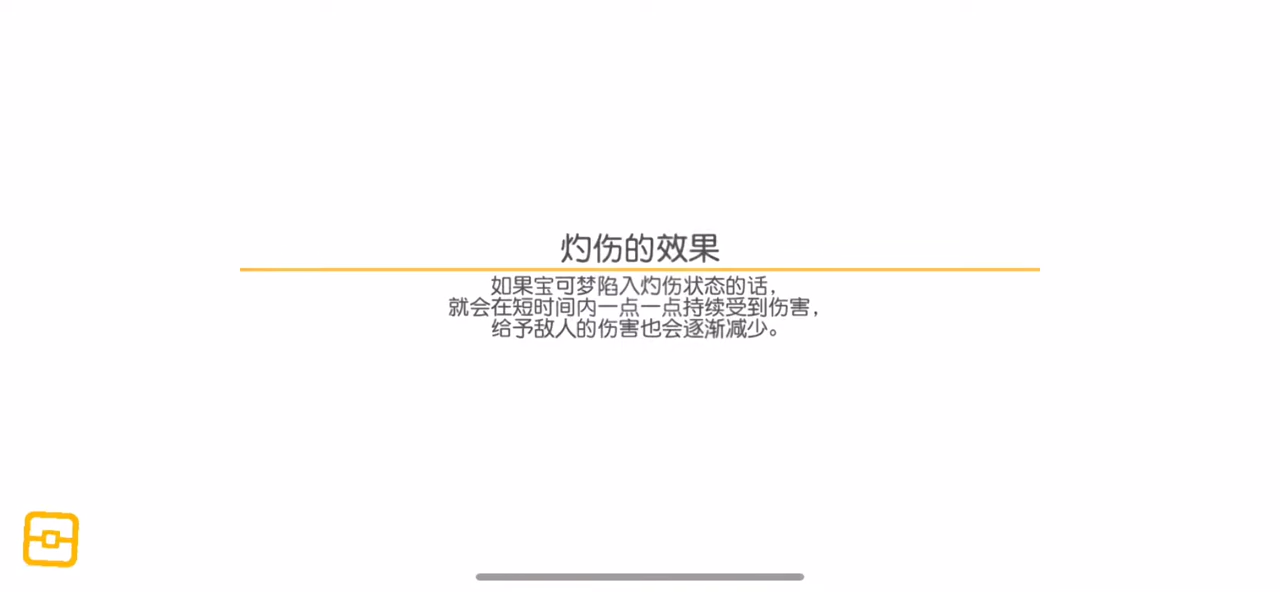 灼伤的效果
如果宝可梦陷入灼伤状态的话，
就会在短时间内一点一点持续受到伤害，
给予敌人的伤害也会逐渐减少。